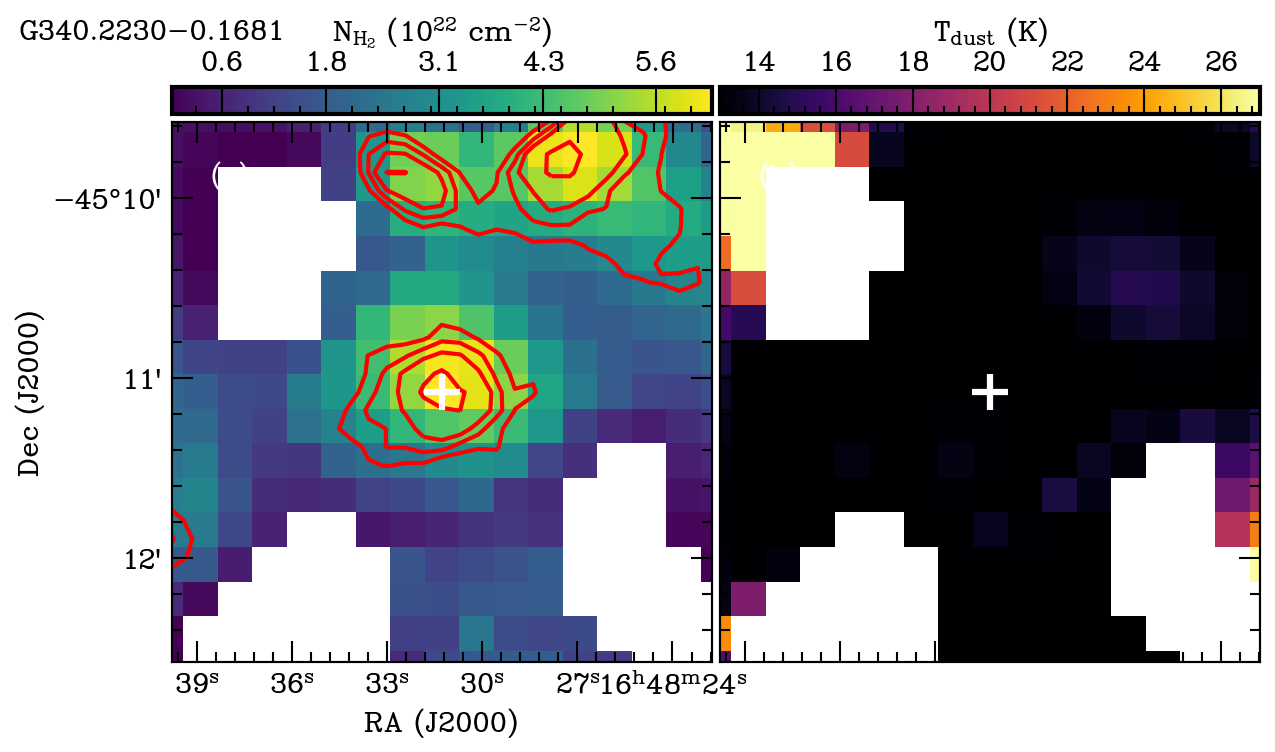 G340.2230−0.1681 N_H₂ (10²² cm⁻²) T_dust (K)
0.6 1.8 3.1 4.3 5.6 14 16 18 20 22 24 26
−45°10'
11'
12'
Dec (J2000)
39ˢ 36ˢ 33ˢ 30ˢ 27ˢ 16ʰ48ᵐ24ˢ
RA (J2000)